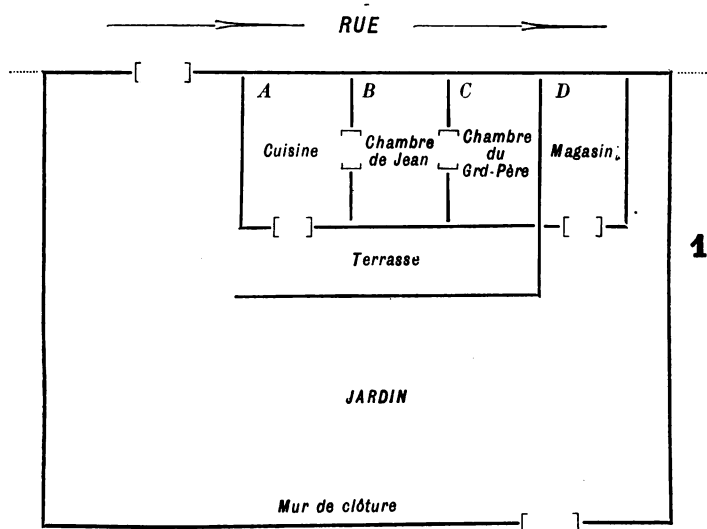 RUE
A
B
C
D
Cuisine
Chambre
de Jean
Chambre
du
Grd-Père
Magasin
Terrasse
1
JARDIN
Mur de clôture